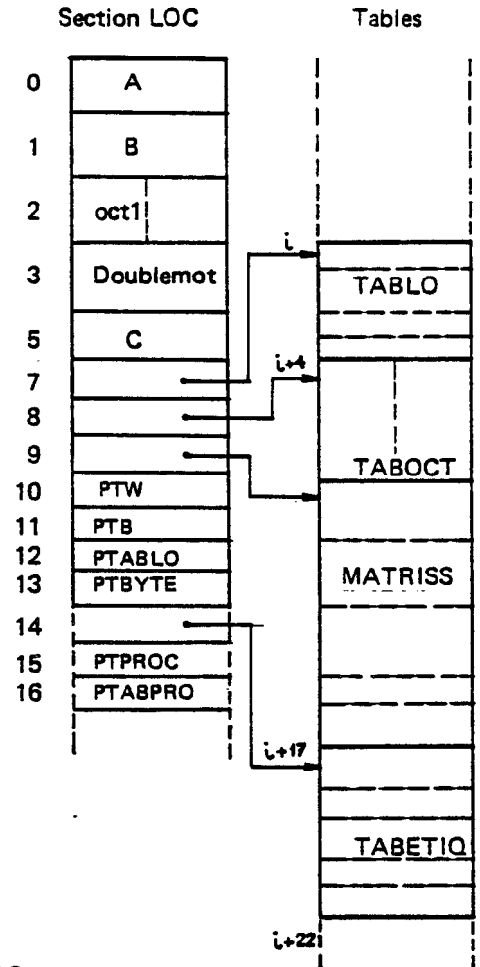 Section LOC Tables
0 A
1 B
2 oct1
i
3 Doublemot TABLO
5 C
7
i+4
8
9 TABOCT
10 PTW
11 PTB
12 PTABLO
13 PTBYTE MATRISS
14
15 PTPROC
16 PTABPRO
i+17
TABETIQ
i+22